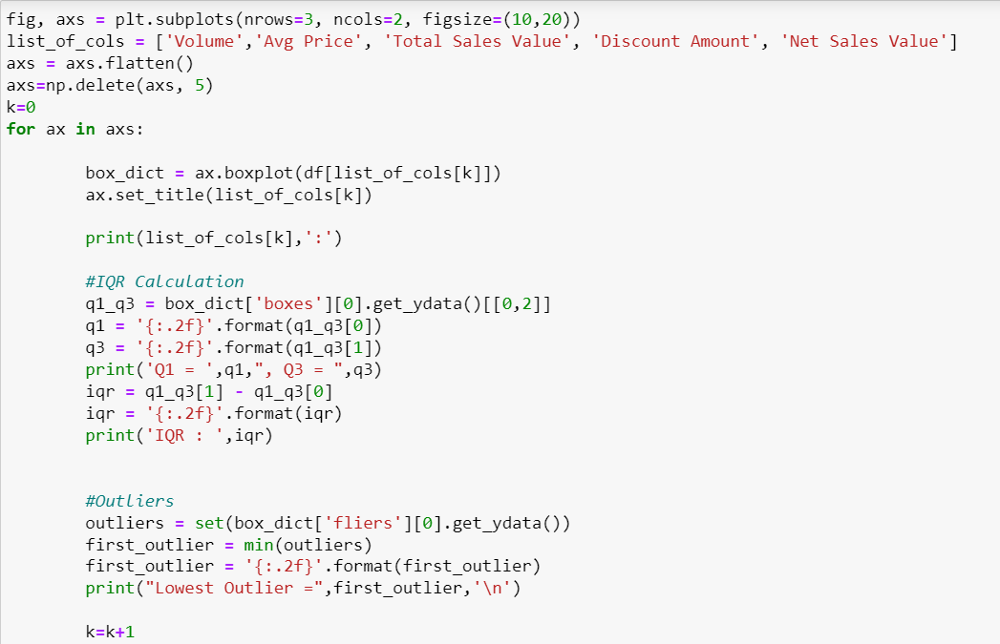 fig, axs = plt.subplots(nrows=3, ncols=2, figsize=(10,20))
list_of_cols = ['Volume','Avg Price', 'Total Sales Value', 'Discount Amount', 'Net Sales Value']
axs = axs.flatten()
axs=np.delete(axs, 5)
k=0
for ax in axs:
        box_dict = ax.boxplot(df[list_of_cols[k]])
        ax.set_title(list_of_cols[k])
        print(list_of_cols[k],':')
        #IQR Calculation
        q1_q3 = box_dict['boxes'][0].get_ydata()[[0,2]]
        q1 = '{:.2f}'.format(q1_q3[0])
        q3 = '{:.2f}'.format(q1_q3[1])
        print('Q1 = ',q1,", Q3 = ",q3)
        iqr = q1_q3[1] - q1_q3[0]
        iqr = '{:.2f}'.format(iqr)
        print('IQR : ',iqr)
        #Outliers
        outliers = set(box_dict['fliers'][0].get_ydata())
        first_outlier = min(outliers)
        first_outlier = '{:.2f}'.format(first_outlier)
        print("Lowest Outlier =",first_outlier,'\n')
        k=k+1